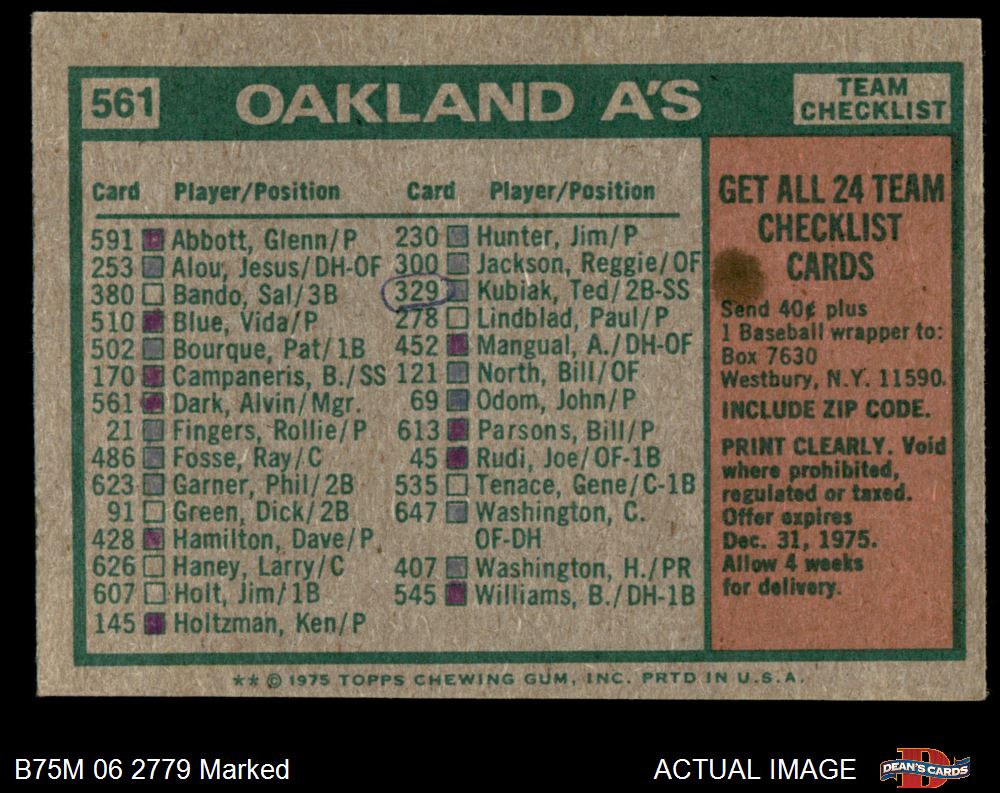 561
OAKLAND A'S
TEAM
CHECKLIST
Card Player/Position
591 Abbott, Glenn/P
253 Alou, Jesus/DH-OF
380 Bando, Sal/3B
510 Blue, Vida/P
502 Bourque, Pat/1B
170 Campaneris, B./SS
561 Dark, Alvin/Mgr.
21 Fingers, Rollie/P
486 Fosse, Ray/C
623 Garner, Phil/2B
91 Green, Dick/2B
428 Hamilton, Dave/P
626 Haney, Larry/C
607 Holt, Jim/1B
145 Holtzman, Ken/P
Card Player/Position
230 Hunter, Jim/P
300 Jackson, Reggie/OF
329 Kubiak, Ted/2B-SS
278 Lindblad, Paul/P
452 Mangual, A./DH-OF
121 North, Bill/OF
69 Odom, John/P
613 Parsons, Bill/P
45 Rudi, Joe/OF-1B
535 Tenace, Gene/C-1B
647 Washington, C.
OF-DH
407 Washington, H./PR
545 Williams, B./DH-1B
GET ALL 24 TEAM
CHECKLIST
CARDS
Send 40¢ plus
1 Baseball wrapper to:
Box 7630
Westbury, N.Y. 11590.
INCLUDE ZIP CODE.
PRINT CLEARLY. Void
where prohibited,
regulated or taxed.
Offer expires
Dec. 31, 1975.
Allow 4 weeks
for delivery.
** © 1975 TOPPS CHEWING GUM, INC. PRTD IN U.S.A.
B75M 06 2779 Marked
ACTUAL IMAGE
D
DEAN'S CARDS